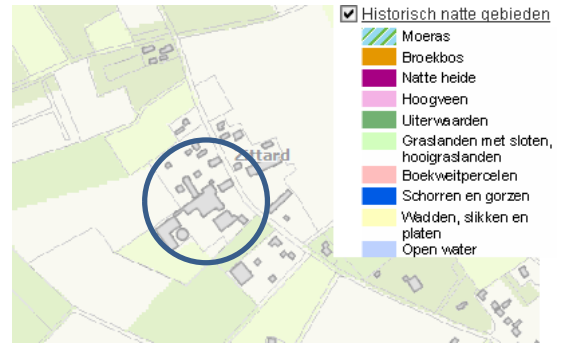 Historisch natte gebieden
Moeras
Broekbos
Natte heide
Hoogveen
Uiterwaarden
Graslanden met sloten,
hooigraslanden
Boekweitpercelen
Schorren en gorzen
Wadden, slikken en
platen
Open water
Zittard